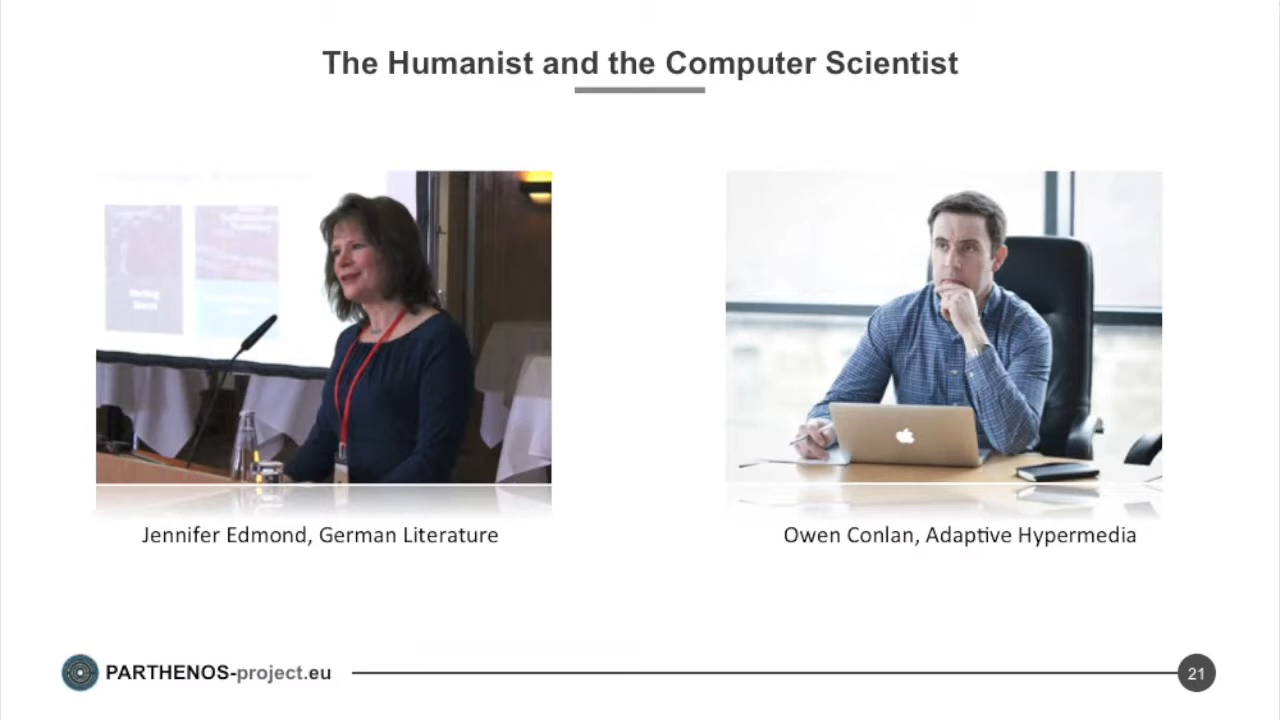 The Humanist and the Computer Scientist
Jennifer Edmond, German Literature
Owen Conlan, Adaptive Hypermedia
PARTHENOS-project.eu
21